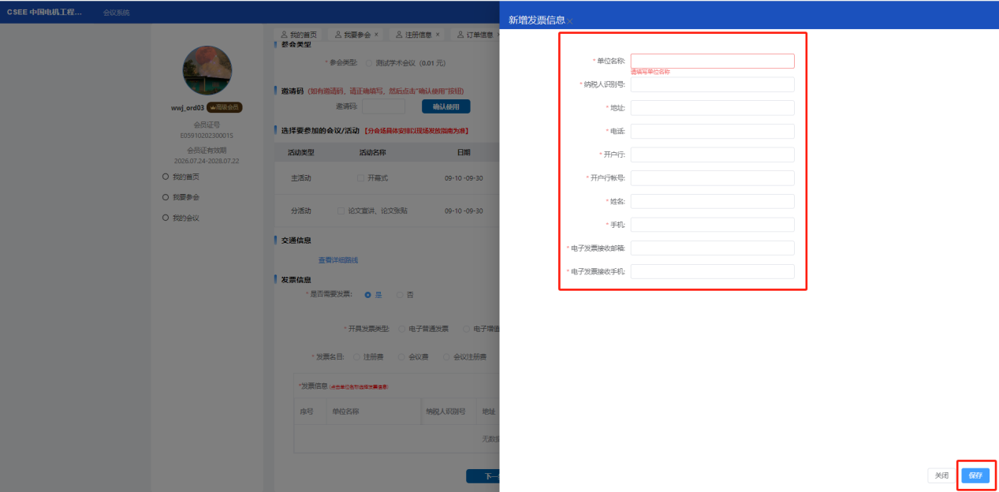 CSEE 中国电机工程... 会议系统
wwj_ord03 高级会员
会员证号
E059102023001S
会员证有效期
2026.07.24-2028.07.22
我的首页
我要参会
我的会议
我的首页 我要参会 × 注册信息 × 订单信息 ×
参会类型
*参会类型: 测试学术会议（0.01 元）
邀请码（如有邀请码，请正确填写，然后点击"确认使用"按钮）
邀请码: 确认使用
选择要参加的会议/活动【分会场具体安排以现场发放指南为准】
活动类型 活动名称 日期
主活动 开幕式 09-10 -09-30
分活动 论文宣讲、论文张贴 09-10 -09-30
交通信息
查看详细路线
发票信息
*是否需要发票: 是 否
*开具发票类型: 电子普通发票 电子增值
*发票名目: 注册费 会议费 会议注册费
*发票信息 (点击单位名称选择发票信息)
序号 单位名称 纳税人识别号 地址
无数据
下一
新增发票信息 ×
*单位名称:
请填写单位名称
*纳税人识别号:
*地址:
*电话:
*开户行:
*开户行帐号:
*姓名:
*手机:
*电子发票接收邮箱:
*电子发票接收手机:
关闭 保存